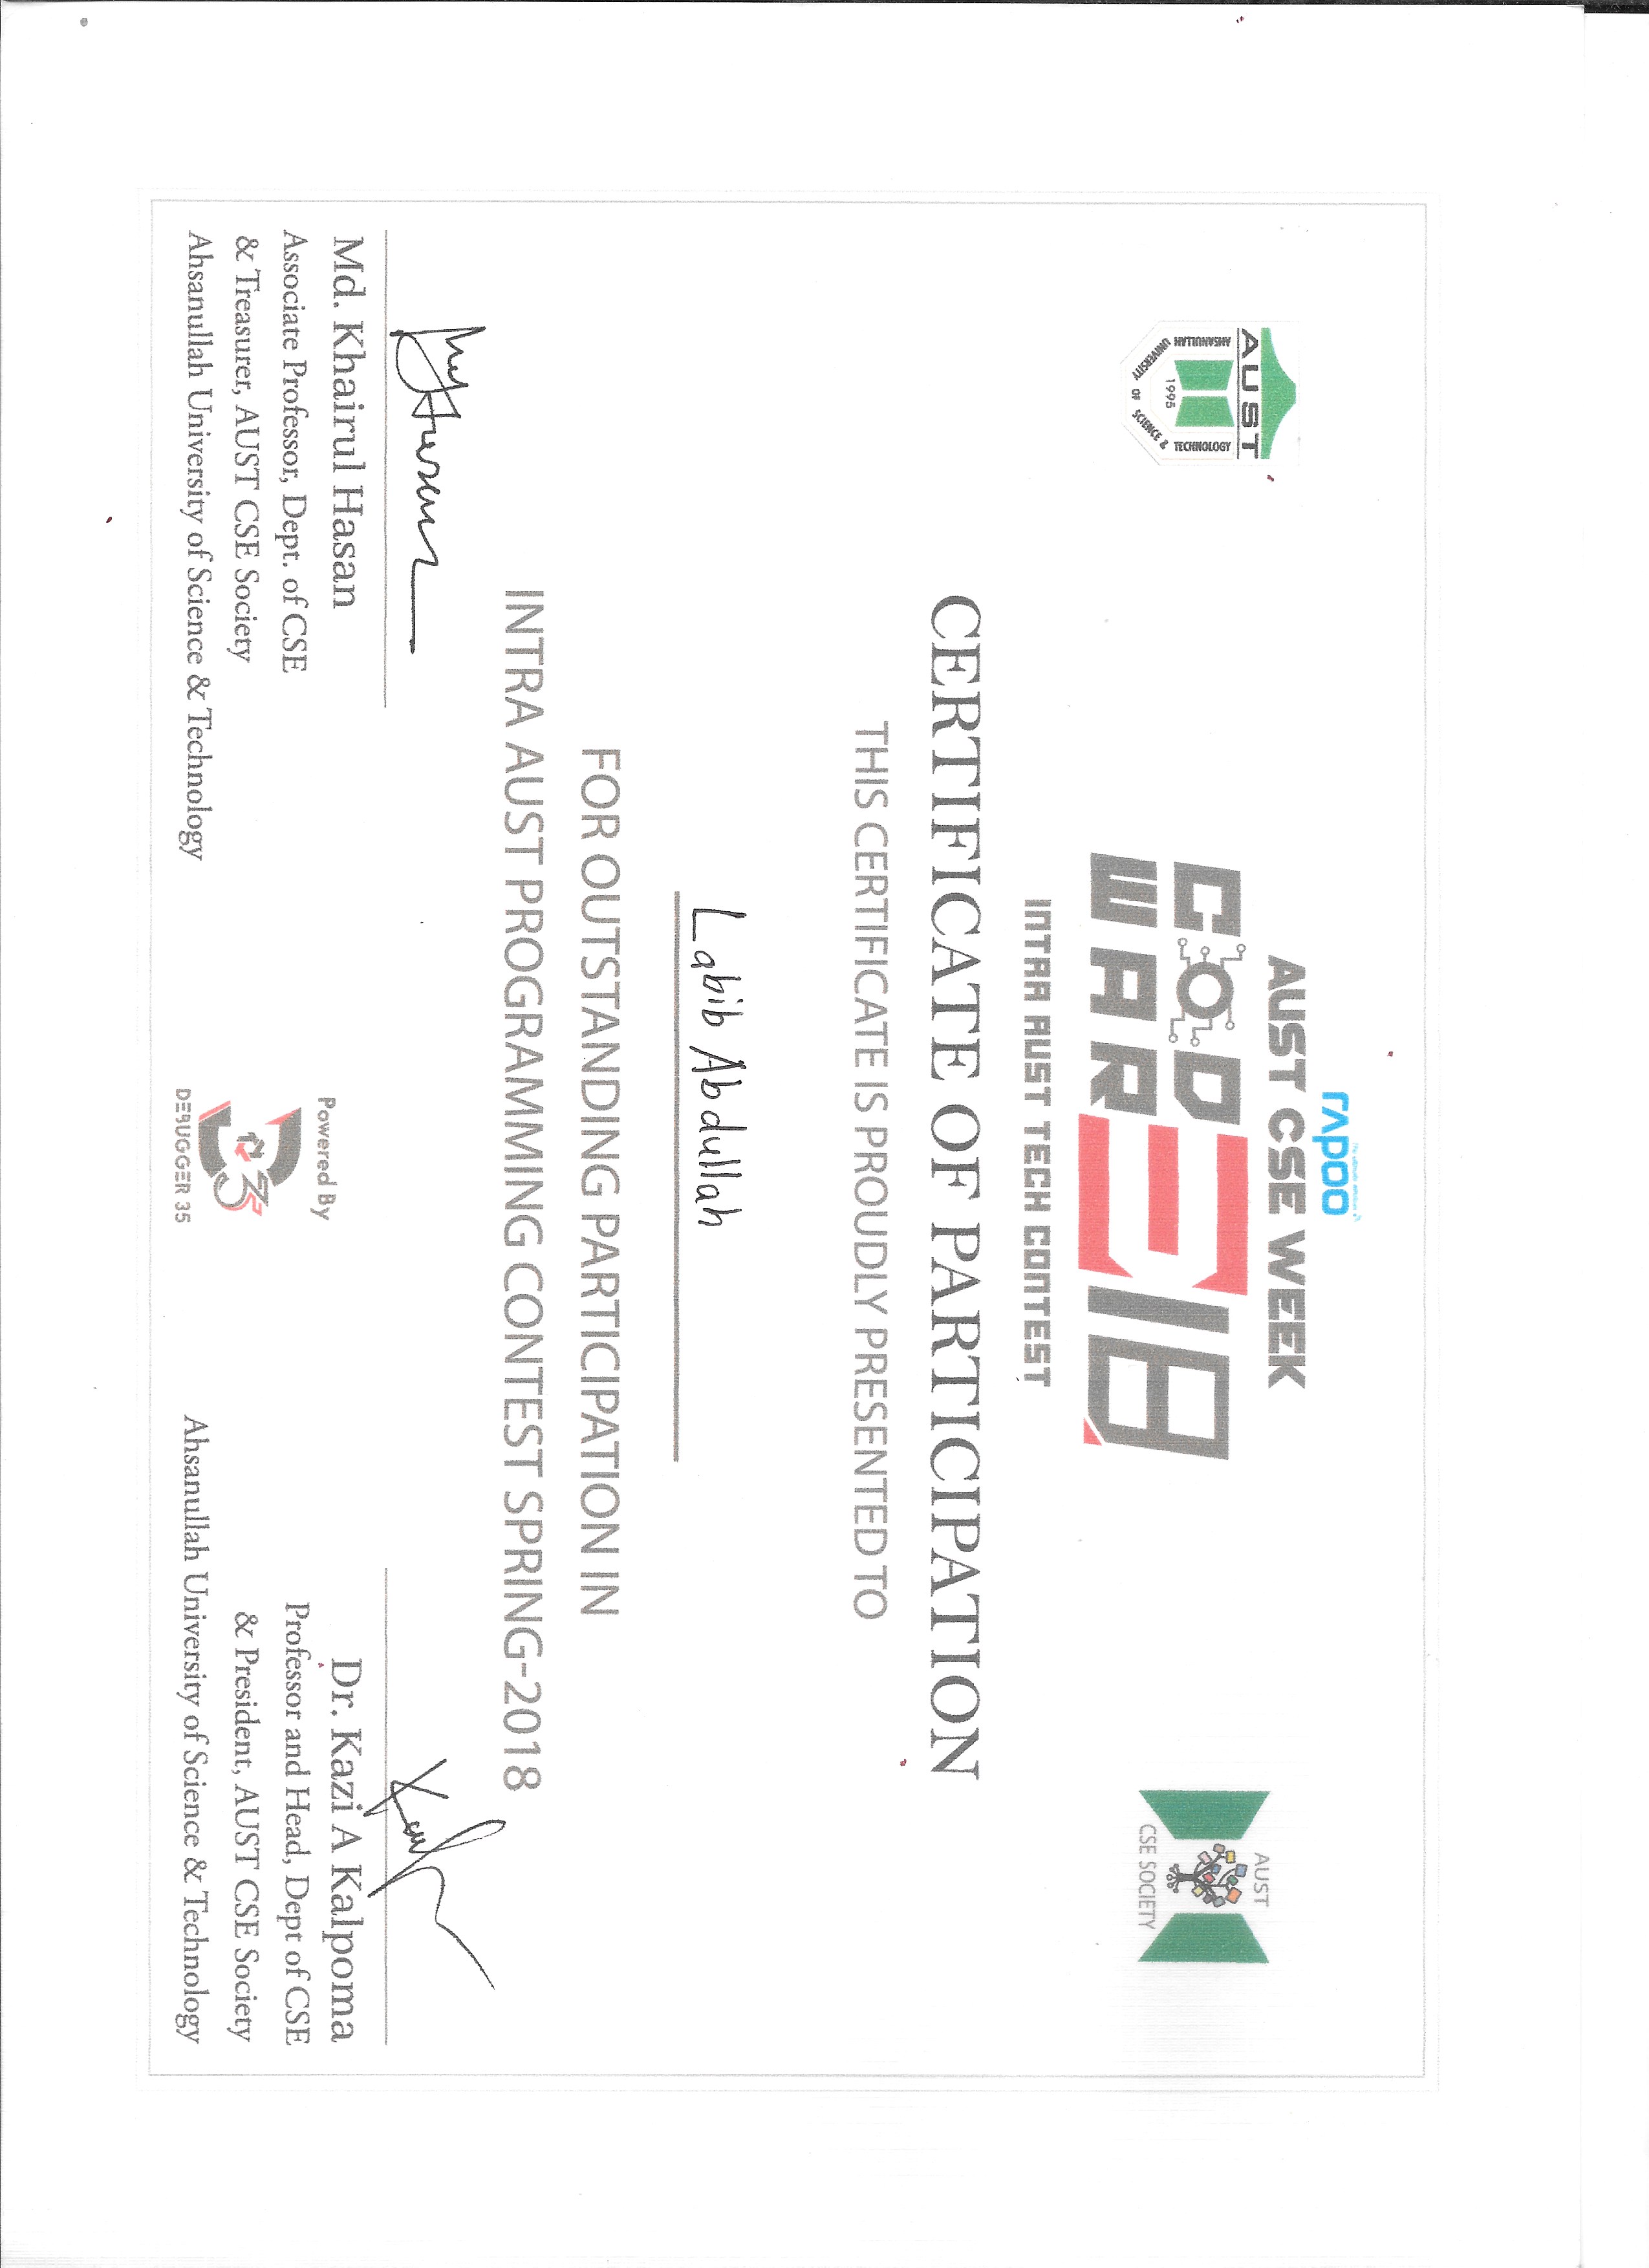 rapoo
AUST CSE WEEK
COD
WAR
E18
INTRA AUST TECH CONTEST
AUST
AHSANULLAH UNIVERSITY OF SCIENCE & TECHNOLOGY
1995
AUST
CSE SOCIETY
CERTIFICATE OF PARTICIPATION
THIS CERTIFICATE IS PROUDLY PRESENTED TO
Labib Abdullah
FOR OUTSTANDING PARTICIPATION IN
INTRA AUST PROGRAMMING CONTEST SPRING-2018
Md. Khairul Hasan
Associate Professor, Dept. of CSE
& Treasurer, AUST CSE Society
Ahsanullah University of Science & Technology
Powered By
D35
DEBUGGER 35
Dr. Kazi A Kalpoma
Professor and Head, Dept of CSE
& President, AUST CSE Society
Ahsanullah University of Science & Technology